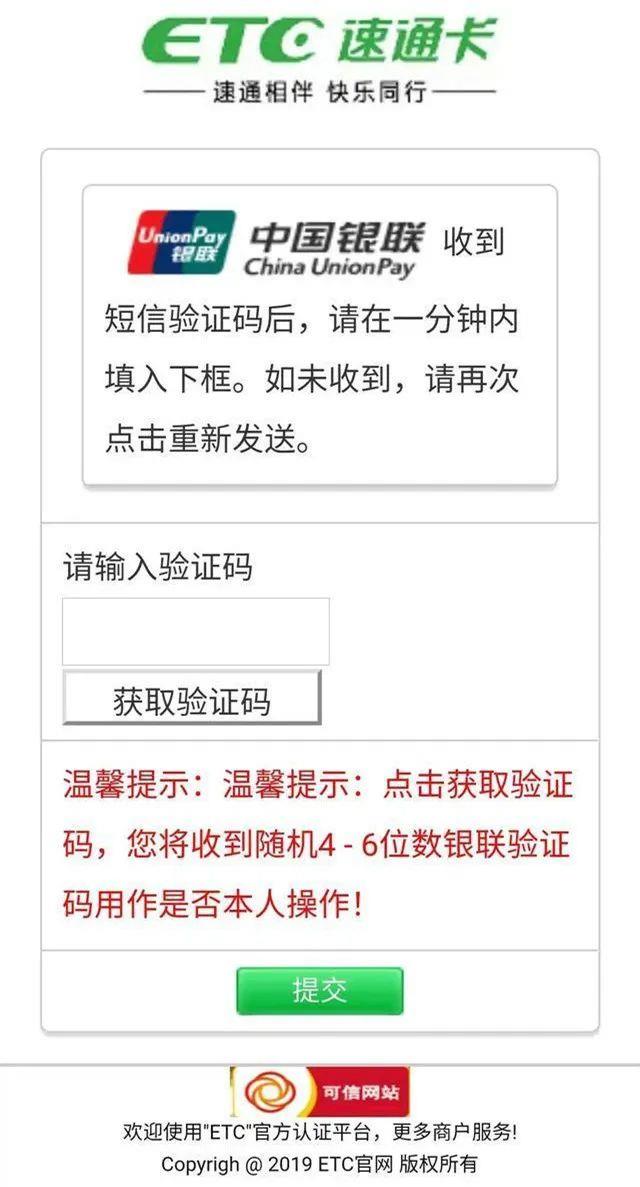 ETC 速通卡
速通相伴 快乐同行
UnionPay 银联 中国银联 China UnionPay 收到
短信验证码后，请在一分钟内
填入下框。如未收到，请再次
点击重新发送。
请输入验证码
获取验证码
温馨提示：温馨提示：点击获取验证
码，您将收到随机4 - 6位数银联验证
码用作是否本人操作！
提交
可信网站
欢迎使用"ETC"官方认证平台，更多商户服务!
Copyrigh @ 2019 ETC官网 版权所有